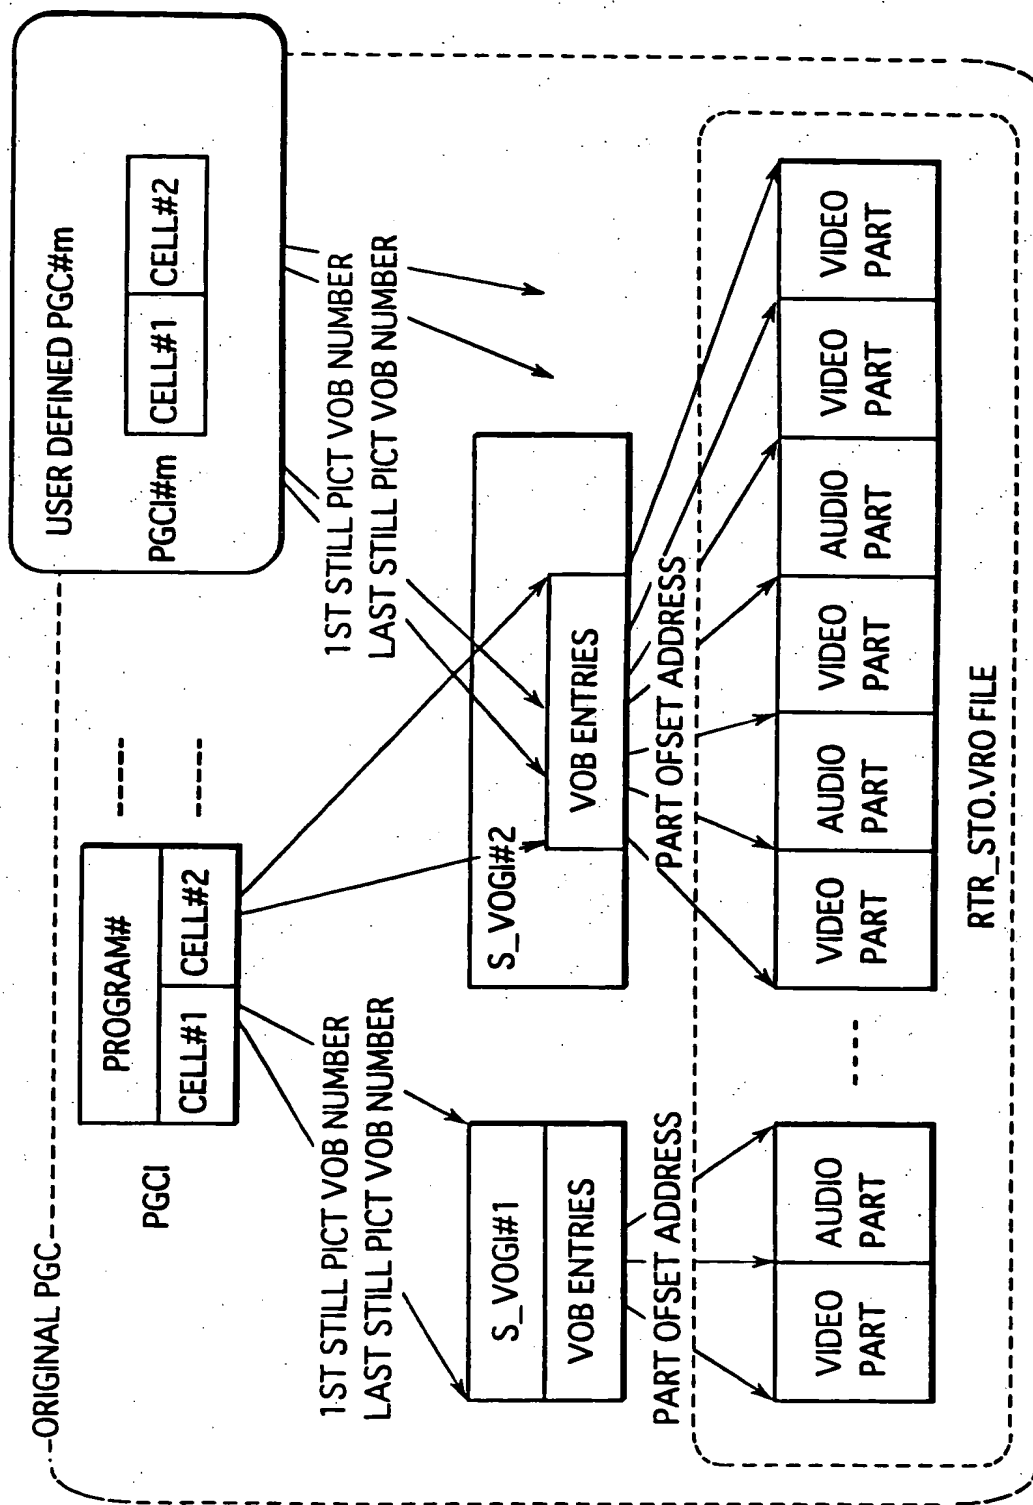 ORIGINAL PGC
USER DEFINED PGC#m
PGCI#m
CELL#1
CELL#2
PGCI
PROGRAM#
CELL#1
CELL#2
-----
-----
1ST STILL PICT VOB NUMBER
LAST STILL PICT VOB NUMBER
1ST STILL PICT VOB NUMBER
LAST STILL PICT VOB NUMBER
S_VOGI#1
VOB ENTRIES
S_VOGI#2
VOB ENTRIES
PART OFSET ADDRESS
PART OFSET ADDRESS
VIDEO
PART
AUDIO
PART
----
VIDEO
PART
AUDIO
PART
VIDEO
PART
AUDIO
PART
VIDEO
PART
VIDEO
PART
RTR_STO.VRO FILE